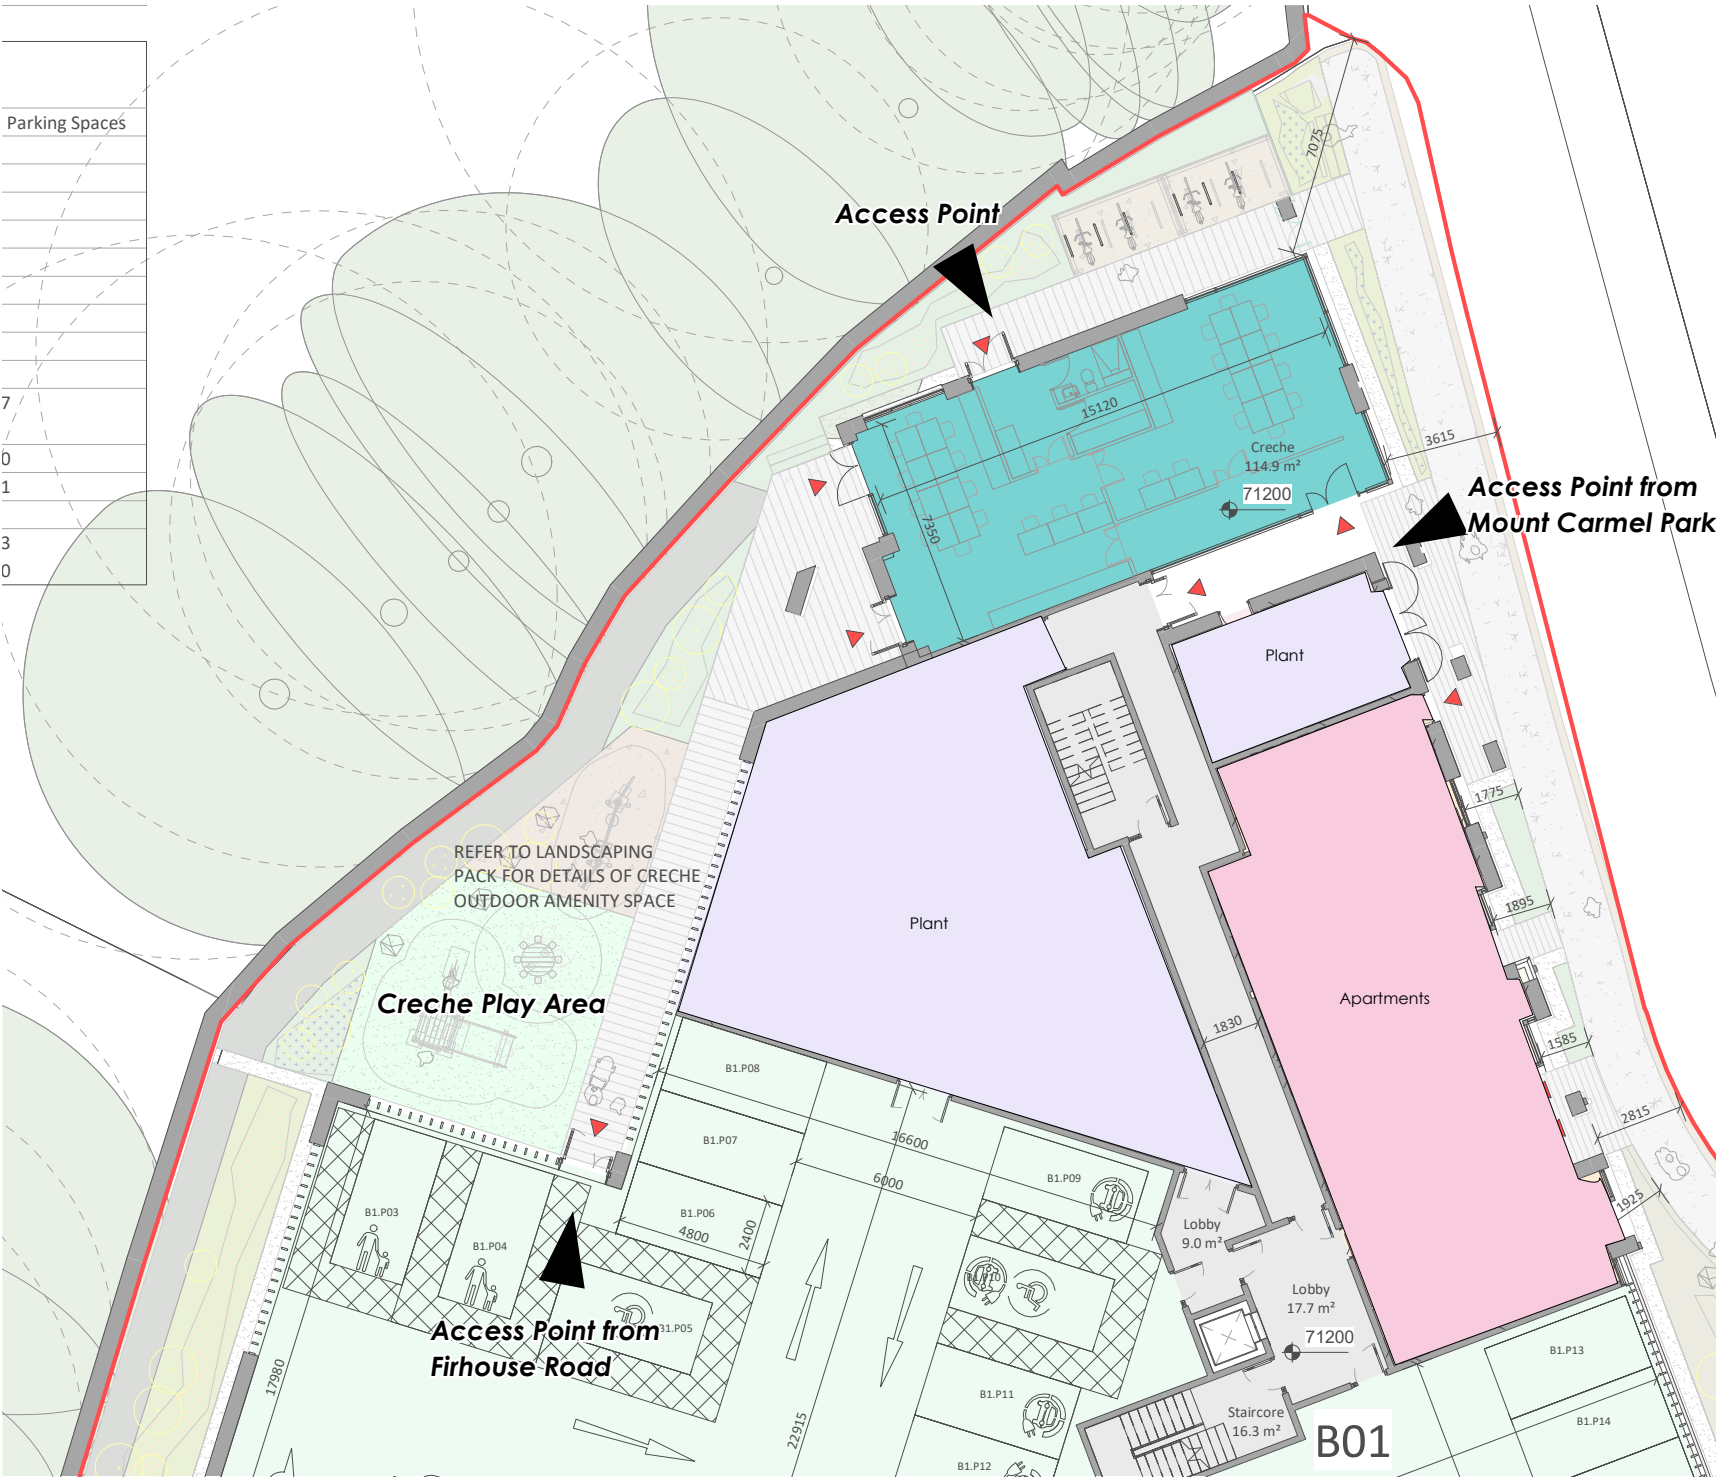 Parking Spaces
7
0
1
3
0
Access Point
7075
15120
Creche
114.9 m²
71200
3615
7350
Access Point from
Mount Carmel Park
Plant
1775
REFER TO LANDSCAPING
PACK FOR DETAILS OF CRECHE
OUTDOOR AMENITY SPACE
Plant
1895
Creche Play Area
Apartments
1830
1585
B1.P08
2815
B1.P07
16600
6000
B1.P09
1925
B1.P03
B1.P06
4800
2400
Lobby
9.0 m²
B1.P04
B1.P10
Lobby
17.7 m²
Access Point from
Firhouse Road
B1.P05
71200
B1.P13
17980
B1.P11
Staircore
16.3 m²
B1.P14
22915
B01
B1.P12